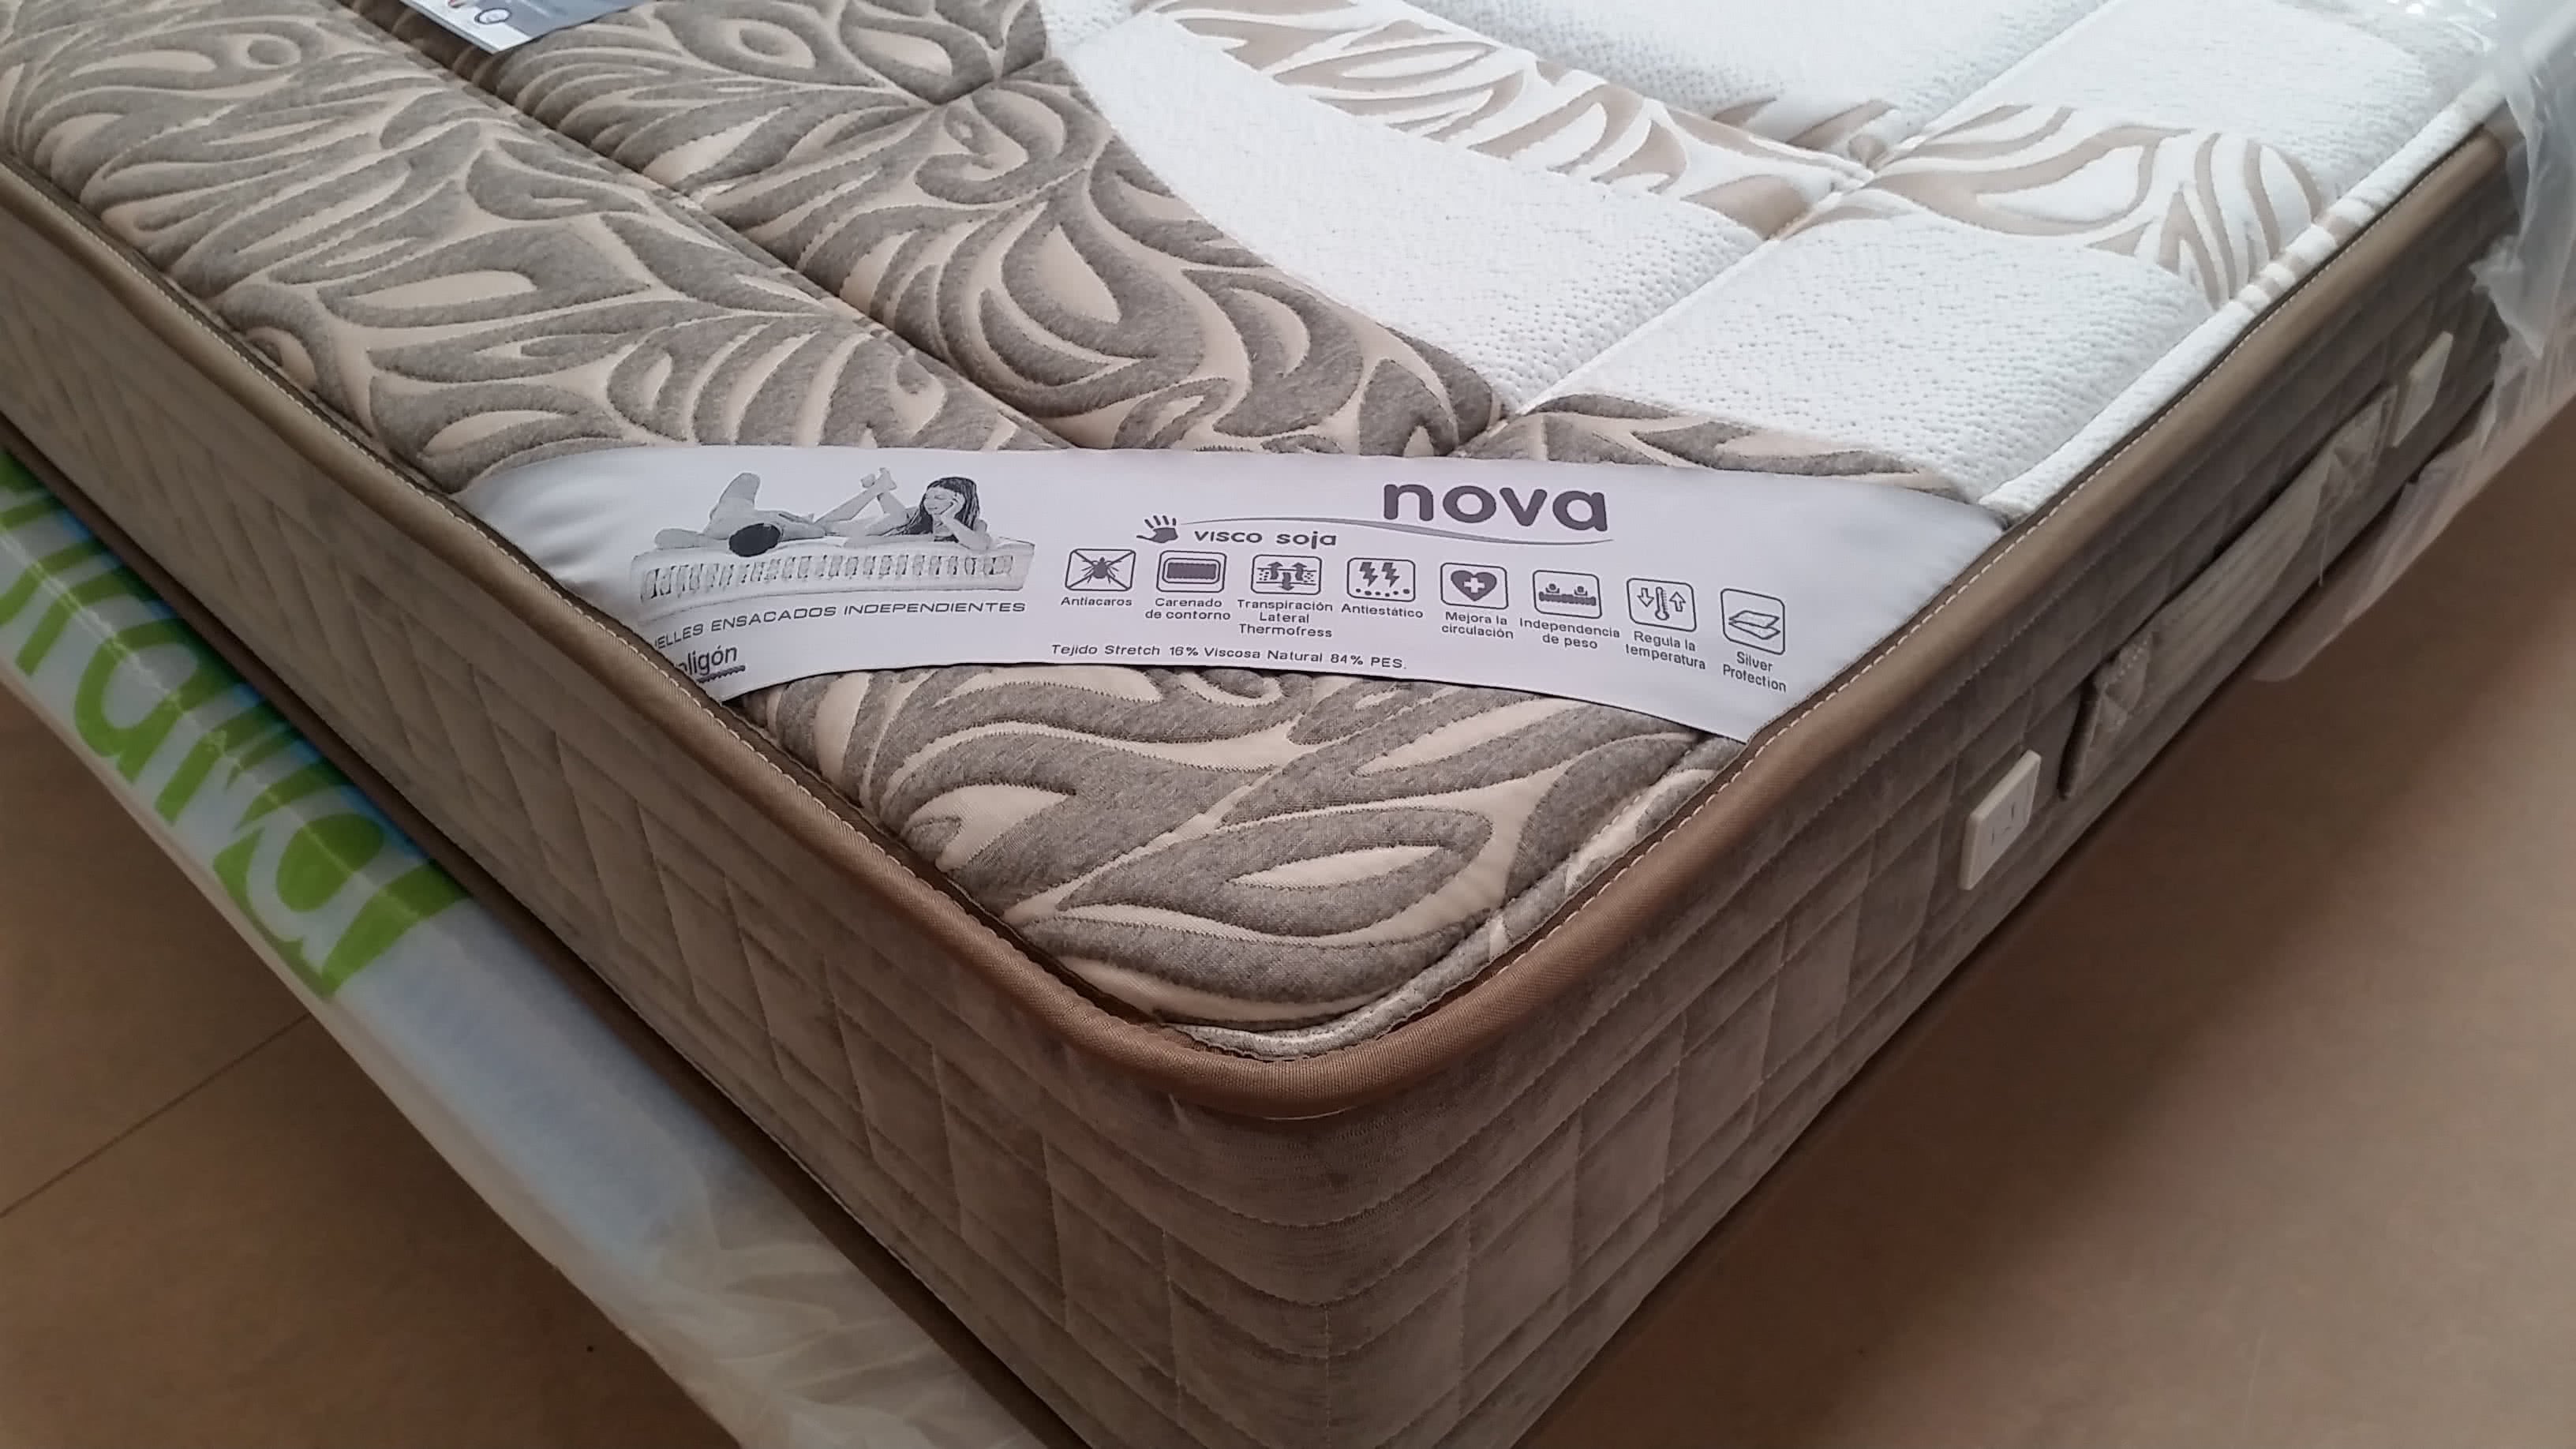 nova
visco soja
ENSACADOS INDEPENDIENTES
Antiacaros
Carenado
de contorno
Transpiración
Lateral
Thermofress
Antiestático
Mejora la
circulación
Independencia
de peso
Regula la
temperatura
Silver
Protection
Tejido Stretch 16% Viscosa Natural 84% PES.